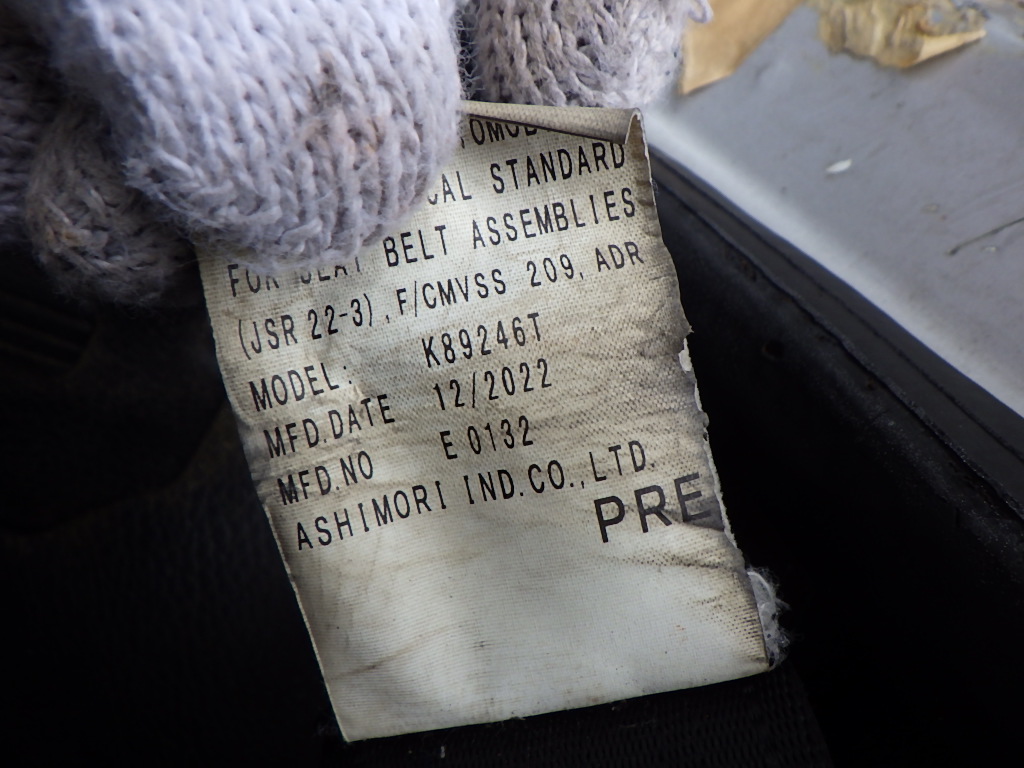 STANDARD
BELT ASSEMBLIES
(JSR 22-3), F/CMVSS 209, ADR
MODEL: K89246T
MFD.DATE 12/2022
MFD.NO E 0132
ASHIMORI IND.CO.,LTD.
PRE